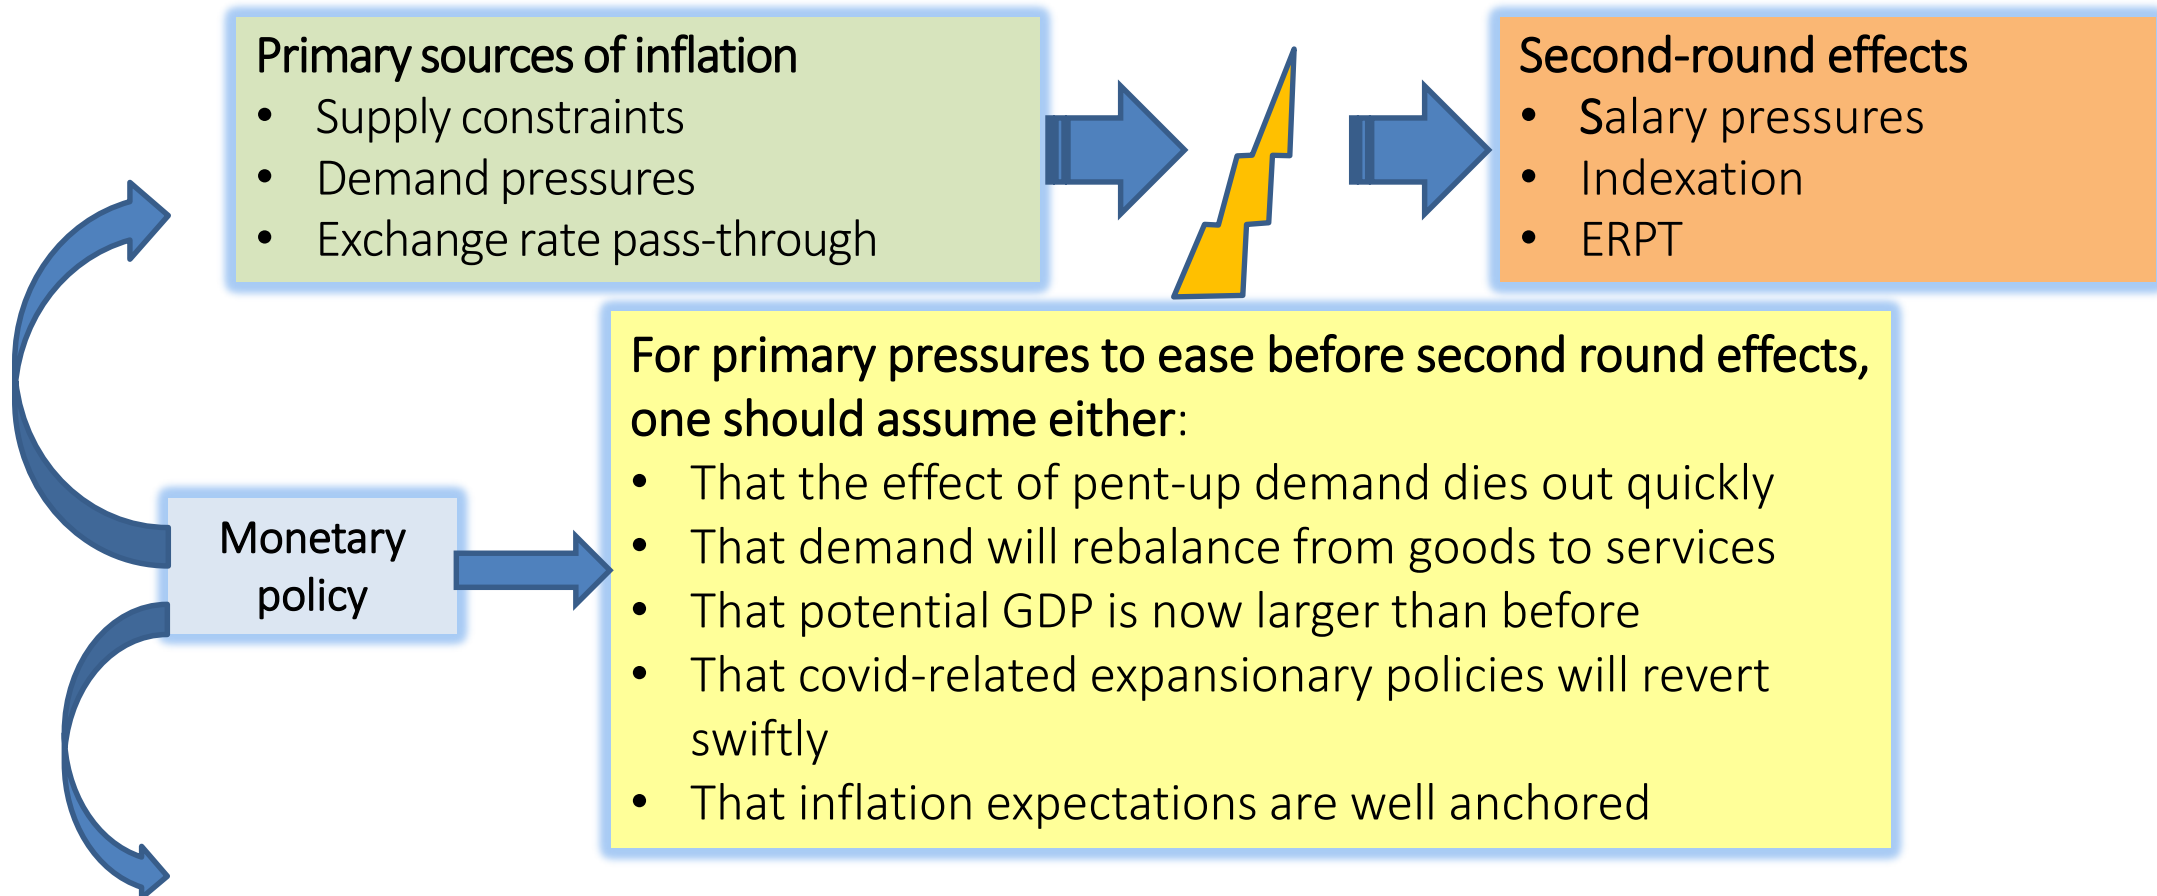 Primary sources of inflation
• Supply constraints
• Demand pressures
• Exchange rate pass-through
Second-round effects
• Salary pressures
• Indexation
• ERPT
For primary pressures to ease before second round effects,
one should assume either:
• That the effect of pent-up demand dies out quickly
• That demand will rebalance from goods to services
• That potential GDP is now larger than before
• That covid-related expansionary policies will revert
swiftly
• That inflation expectations are well anchored
Monetary
policy